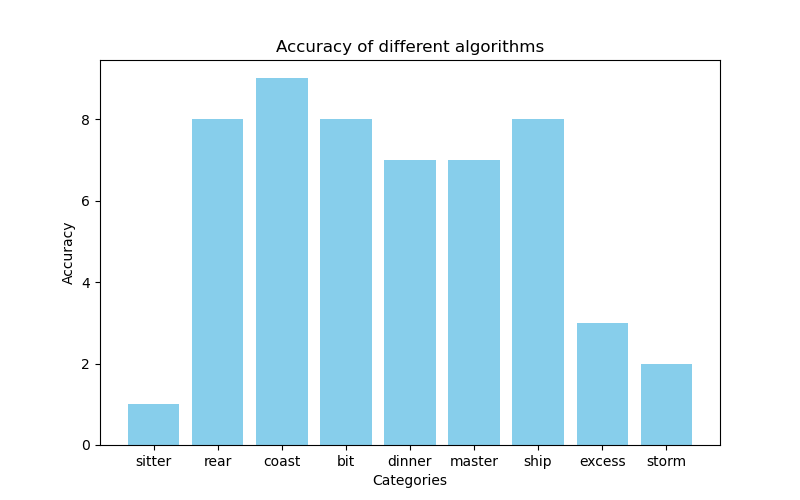 Accuracy of different algorithms
Accuracy
8
6
4
2
0
sitter rear coast bit dinner master ship excess storm
Categories